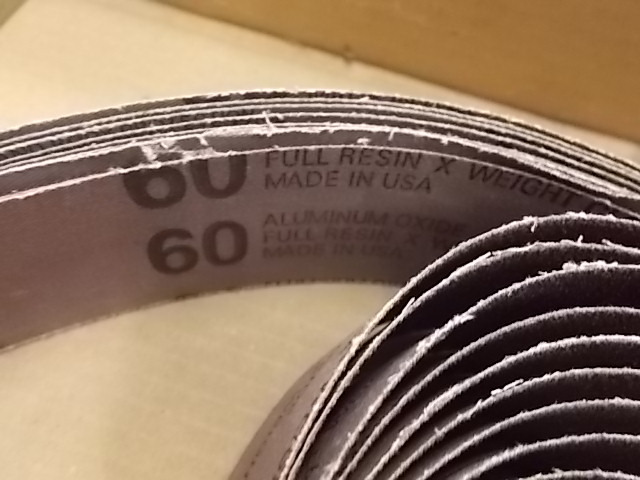 60 FULL RESIN X WEIGHT
MADE IN USA
60 ALUMINUM OXIDE
FULL RESIN X
MADE IN USA